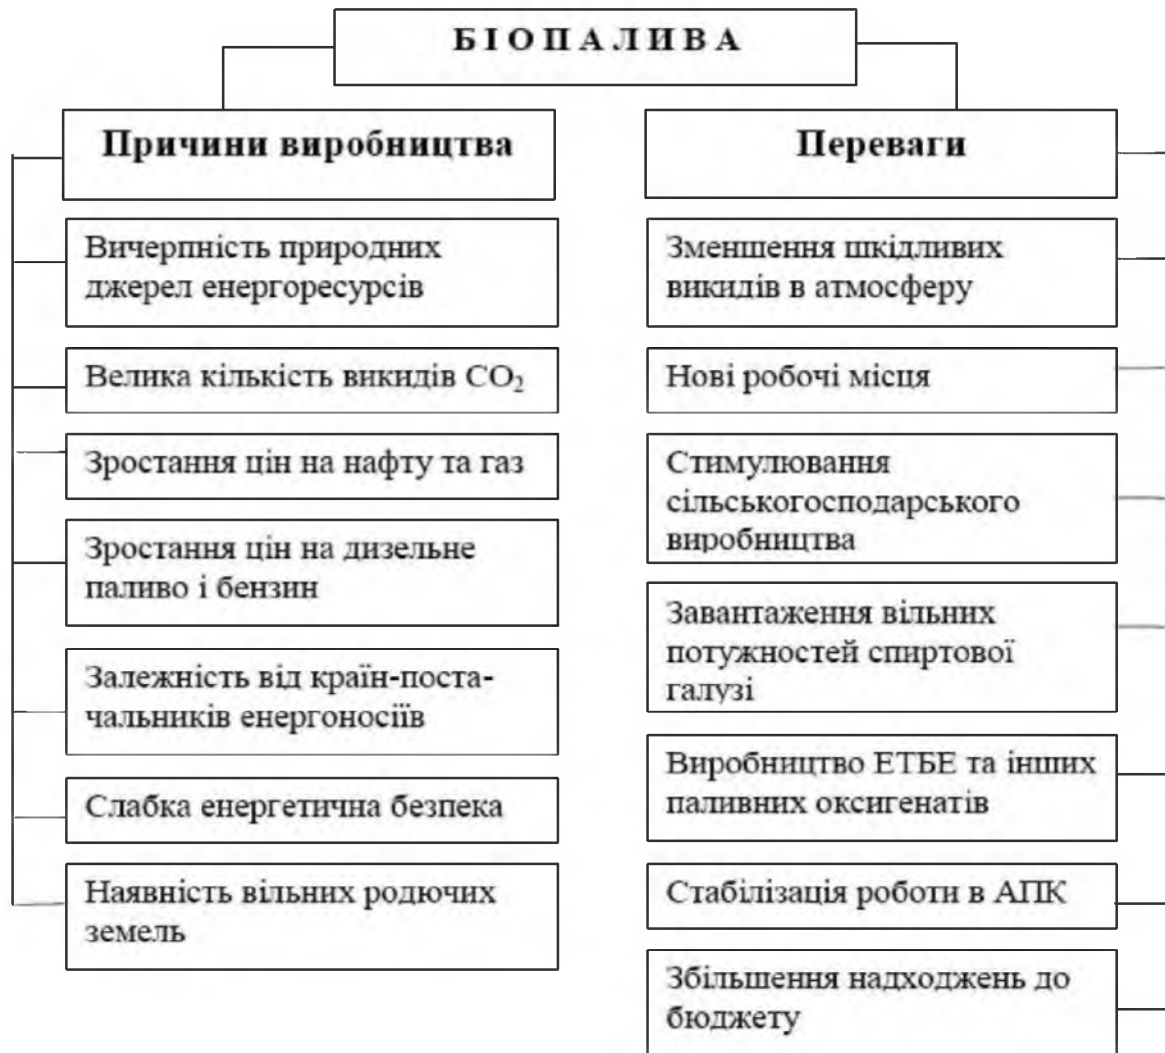 БІОПАЛИВА
Причини виробництва
Вичерпність природних
джерел енергоресурсів
Велика кількість викидів CO₂
Зростання цін на нафту та газ
Зростання цін на дизельне
паливо і бензин
Залежність від країн-поста-
чальників енергоносіїв
Слабка енергетична безпека
Наявність вільних родючих
земель
Переваги
Зменшення шкідливих
викидів в атмосферу
Нові робочі місця
Стимулювання
сільськогосподарського
виробництва
Завантаження вільних
потужностей спиртової
галузі
Виробництво ЕТБЕ та інших
паливних оксигенатів
Стабілізація роботи в АПК
Збільшення надходжень до
бюджету